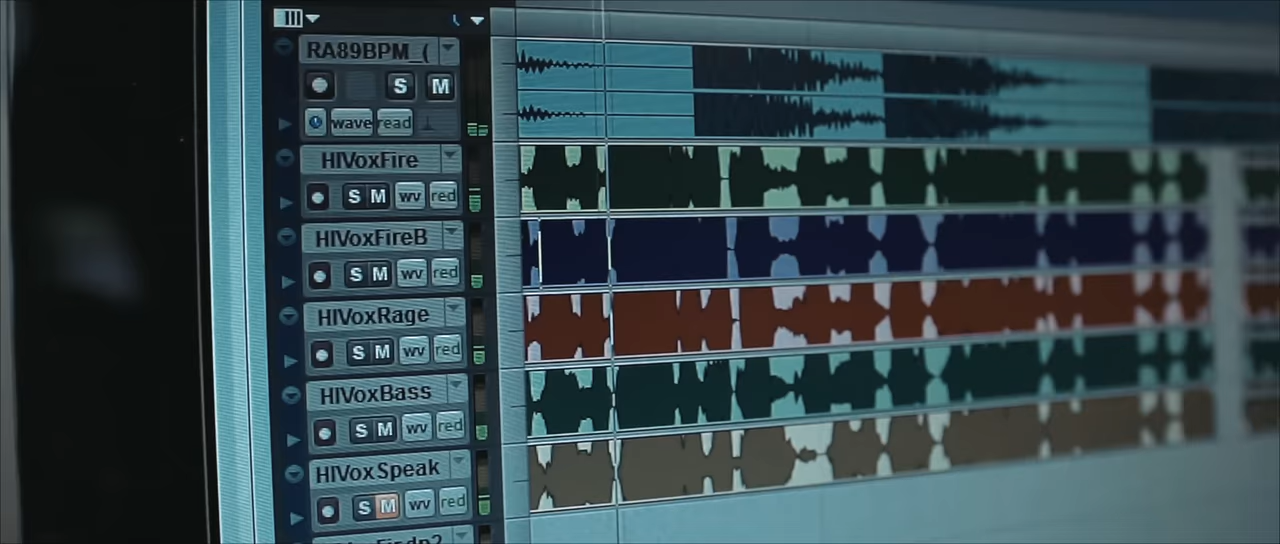 RA89BPM_(
S M
wave read
HIVoxFire
S M wv red
HIVoxFireB
S M wv red
HIVoxRage
S M wv red
HIVoxBass
S M wv red
HIVoxSpeak
S M wv red